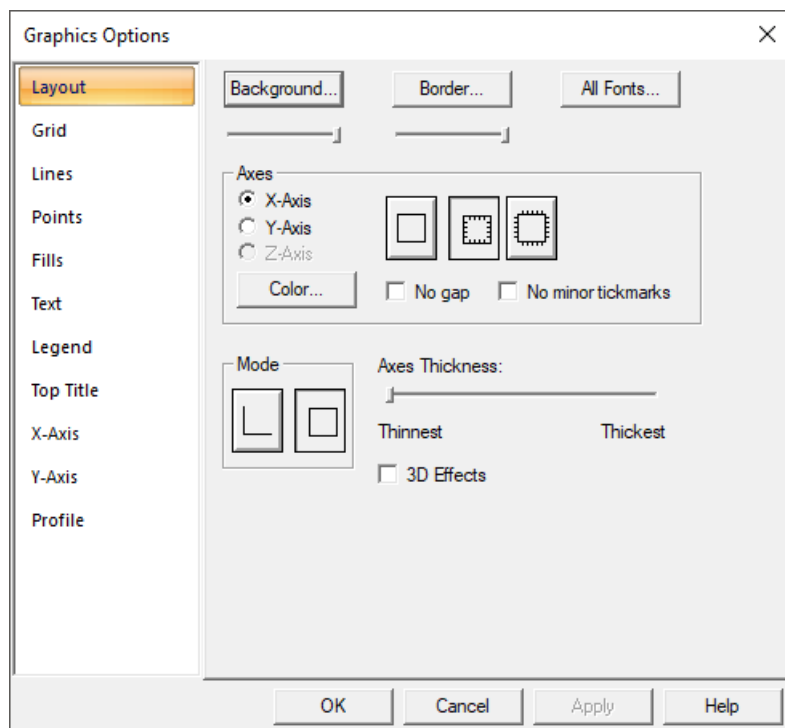 Graphics Options
Layout
Grid
Lines
Points
Fills
Text
Legend
Top Title
X-Axis
Y-Axis
Profile
Background... Border... All Fonts...
Axes
X-Axis
Y-Axis
Z-Axis
Color... No gap No minor tickmarks
Mode Axes Thickness:
Thinnest Thickest
3D Effects
OK Cancel Apply Help